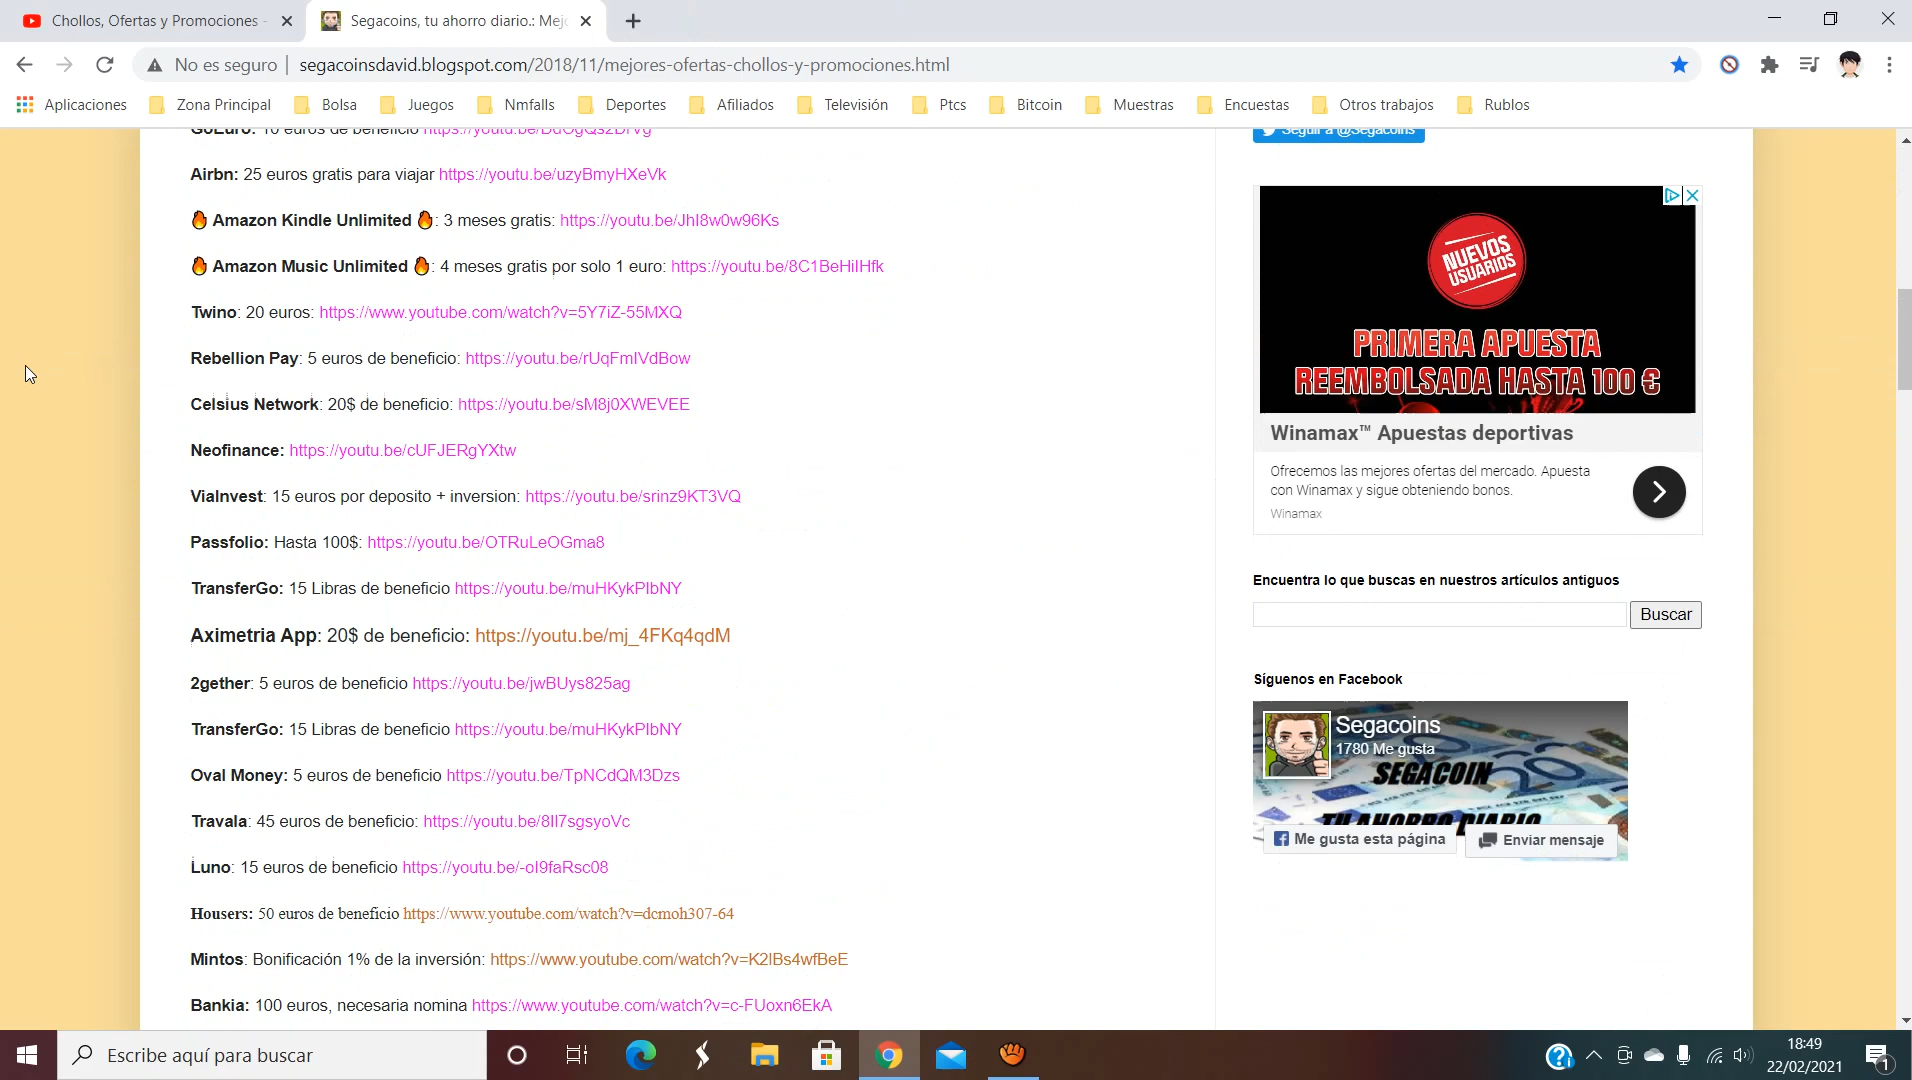 Chollos, Ofertas y Promociones -
Segacoins, tu ahorro diario.: Mej
No es seguro
segacoinsdavid.blogspot.com/2018/11/mejores-ofertas-chollos-y-promociones.html
Aplicaciones
Zona Principal
Bolsa
Juegos
Nmfalls
Deportes
Afiliados
Televisión
Ptcs
Bitcoin
Muestras
Encuestas
Otros trabajos
Rublos
GoEuro: 10 euros de beneficio
Airbn: 25 euros gratis para viajar https://youtu.be/uzyBmyHXeVk
🔥 Amazon Kindle Unlimited 🔥: 3 meses gratis: https://youtu.be/JhI8w0w96Ks
🔥 Amazon Music Unlimited 🔥: 4 meses gratis por solo 1 euro: https://youtu.be/8C1BeHiIHfk
Twino: 20 euros: https://www.youtube.com/watch?v=5Y7iZ-55MXQ
Rebellion Pay: 5 euros de beneficio: https://youtu.be/rUqFmIVdBow
Celsius Network: 20$ de beneficio: https://youtu.be/sM8j0XWEVEE
Neofinance: https://youtu.be/cUFJERgYXtw
ViaInvest: 15 euros por deposito + inversion: https://youtu.be/srinz9KT3VQ
Passfolio: Hasta 100$: https://youtu.be/OTRuLeOGma8
TransferGo: 15 Libras de beneficio https://youtu.be/muHKykPIbNY
Aximetria App: 20$ de beneficio: https://youtu.be/mj_4FKq4qdM
2gether: 5 euros de beneficio https://youtu.be/jwBUys825ag
TransferGo: 15 Libras de beneficio https://youtu.be/muHKykPIbNY
Oval Money: 5 euros de beneficio https://youtu.be/TpNCdQM3Dzs
Travala: 45 euros de beneficio: https://youtu.be/8Il7sgsyoVc
Luno: 15 euros de beneficio https://youtu.be/-oI9faRsc08
Housers: 50 euros de beneficio https://www.youtube.com/watch?v=dcmoh307-64
Mintos: Bonificación 1% de la inversión: https://www.youtube.com/watch?v=K2lBs4wfBeE
Bankia: 100 euros, necesaria nomina https://www.youtube.com/watch?v=c-FUoxn6EkA
Seguir a @Segacoins
NUEVOS
USUARIOS
PRIMERA APUESTA
REEMBOLSADA HASTA 100 €
Winamax™ Apuestas deportivas
Ofrecemos las mejores ofertas del mercado. Apuesta
con Winamax y sigue obteniendo bonos.
Winamax
Encuentra lo que buscas en nuestros artículos antiguos
Buscar
Síguenos en Facebook
Segacoins
1780 Me gusta
SEGACOIN
TU AHORRO DIARIO
Me gusta esta página
Enviar mensaje
Escribe aquí para buscar
18:49
22/02/2021
1